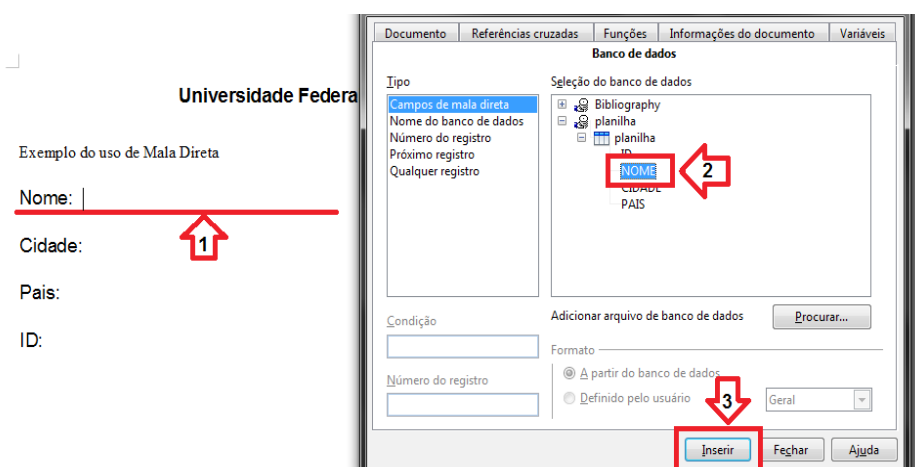 Universidade Federa
Exemplo do uso de Mala Direta
Nome:
1
Cidade:
Pais:
ID:
Documento
Referências cruzadas
Funções
Informações do documento
Variáveis
Banco de dados
Tipo
Campos de mala direta
Nome do banco de dados
Número do registro
Próximo registro
Qualquer registro
Seleção do banco de dados
Bibliography
planilha
planilha
ID
NOME
2
CIDADE
PAIS
Condição
Número do registro
Adicionar arquivo de banco de dados
Procurar...
Formato
A partir do banco de dados
Definido pelo usuário
3
Geral
Inserir
Fechar
Ajuda